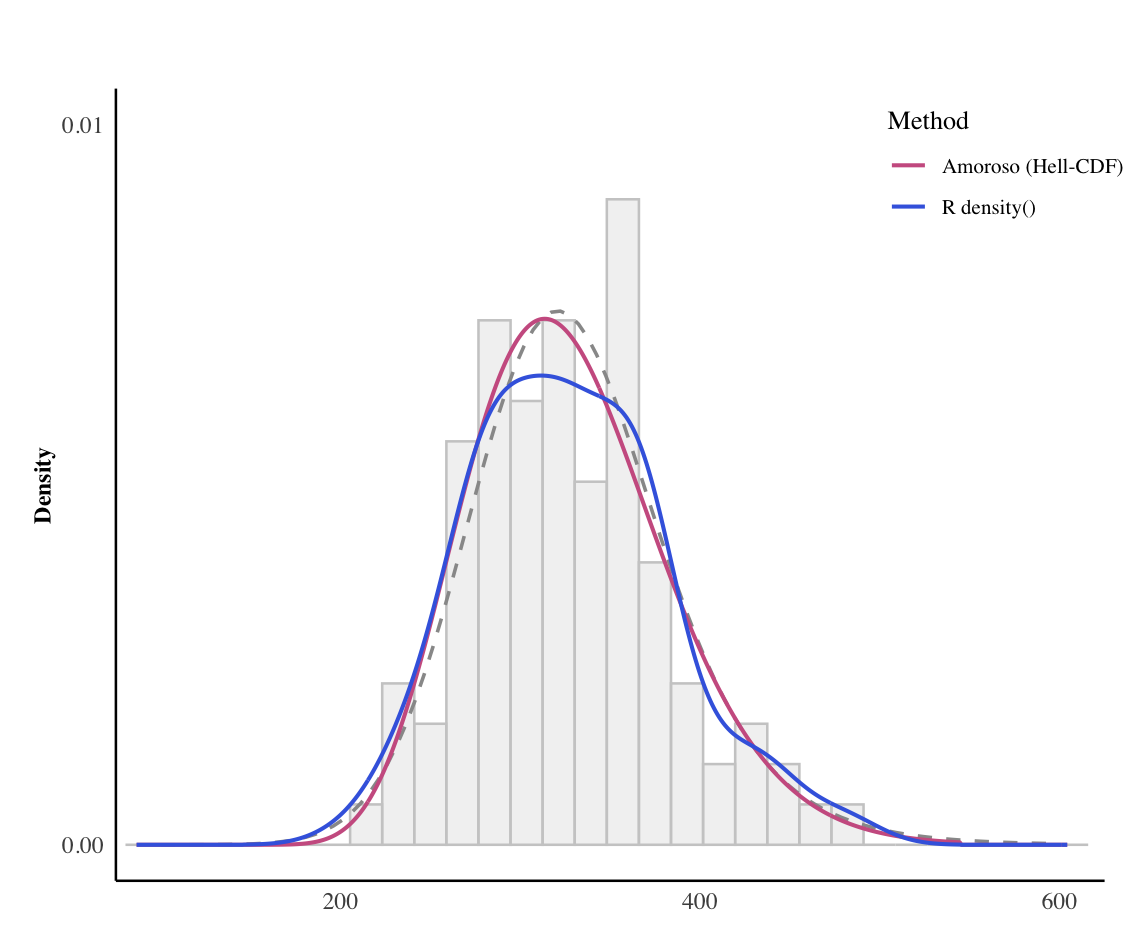 0.01
Method
Amoroso (Hell-CDF)
R density()
Density
0.00
200
400
600